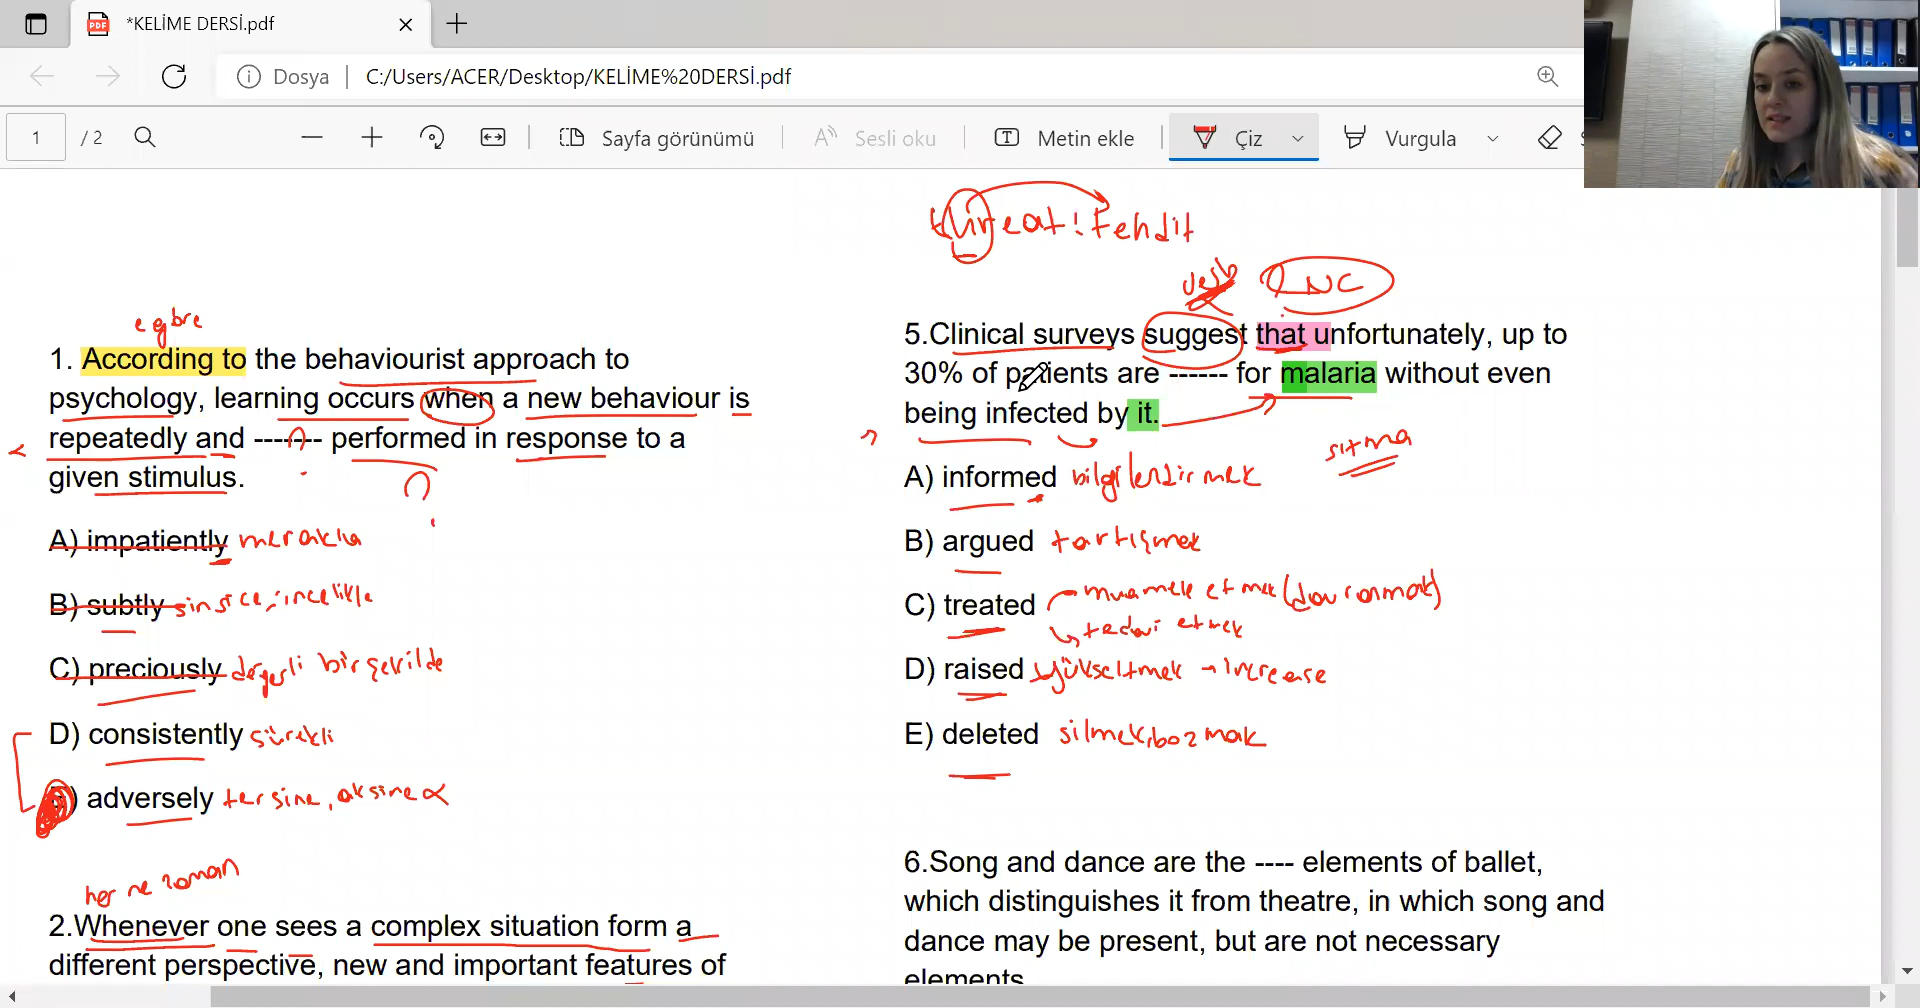 *KELİME DERSİ.pdf
Dosya
C:/Users/ACER/Desktop/KELİME%20DERSİ.pdf
1 / 2
Sayfa görünümü
Sesli oku
Metin ekle
Çiz
Vurgula
threat: tehdit
egöre
1. According to the behaviourist approach to
psychology, learning occurs when a new behaviour is
repeatedly and ------- performed in response to a
given stimulus.
A) impatiently merakla
B) subtly sinsice, incelikle
C) preciously değerli bir şekilde
D) consistently sürekli
) adversely tersine, aksine
her ne zaman
2.Whenever one sees a complex situation form a
different perspective, new and important features of
verb
NC
5.Clinical surveys suggest that unfortunately, up to
30% of patients are ------ for malaria without even
being infected by it.
sıtma
A) informed bilgilendirmek
B) argued tartışmek
C) treated muamele etmek (davranmak)
tedavi etmek
D) raised yükseltmek → increase
E) deleted silmek, bozmak
6.Song and dance are the ---- elements of ballet,
which distinguishes it from theatre, in which song and
dance may be present, but are not necessary
elements